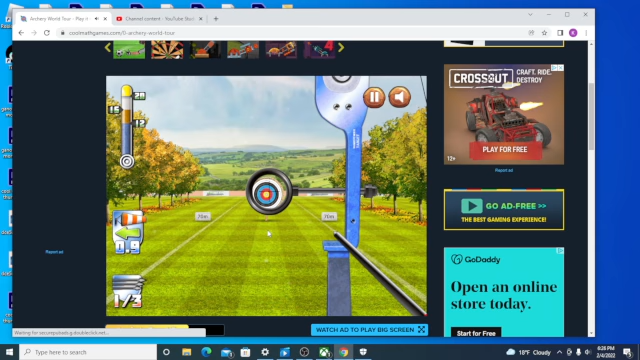 Archery World Tour - Play it
Channel content - YouTube Stu
coolmathgames.com/0-archery-world-tour
28
15
12
70m
70m
0.9
1/3
CROSSOUT
CRAFT. RIDE.
DESTROY
PLAY FOR FREE
12+
Report ad
GO AD-FREE >>
THE BEST GAMING EXPERIENCE!
GoDaddy
Open an online
store today.
Start for Free
Report ad
WATCH AD TO PLAY BIG SCREEN
Type here to search
18°F Cloudy
6:26 PM
2/4/2022